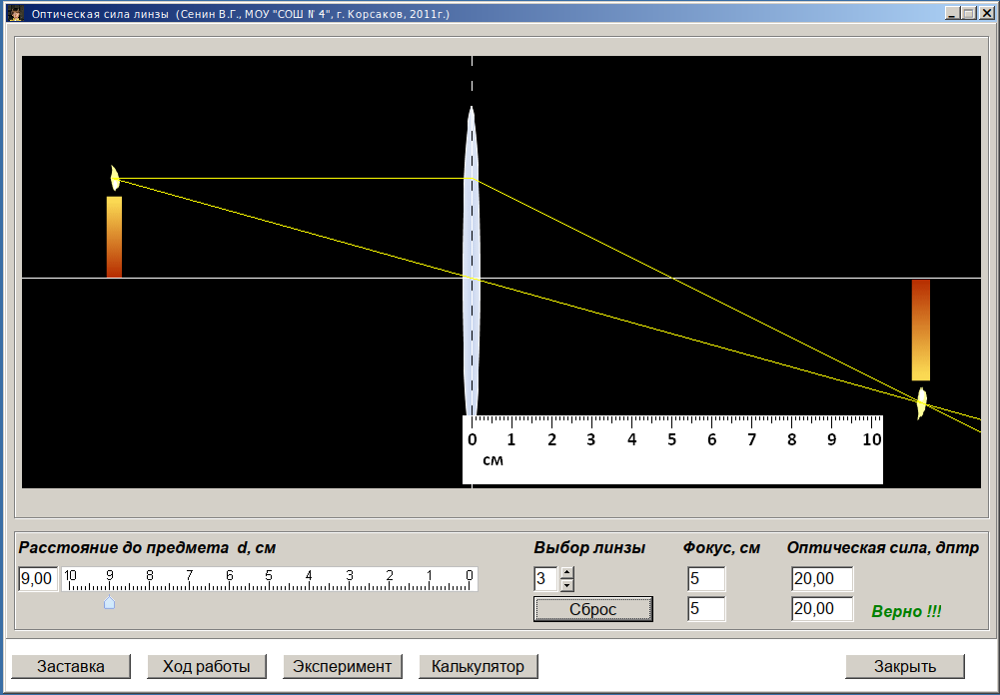 Оптическая сила линзы (Сенин В.Г., МОУ "СОШ № 4", г. Корсаков, 2011г.)
0 1 2 3 4 5 6 7 8 9 10
см
Расстояние до предмета d, см Выбор линзы Фокус, см Оптическая сила, дптр
9,00 10 9 8 7 6 5 4 3 2 1 0 3 5 20,00
Сброс 5 20,00 Верно !!!
Заставка Ход работы Эксперимент Калькулятор Закрыть